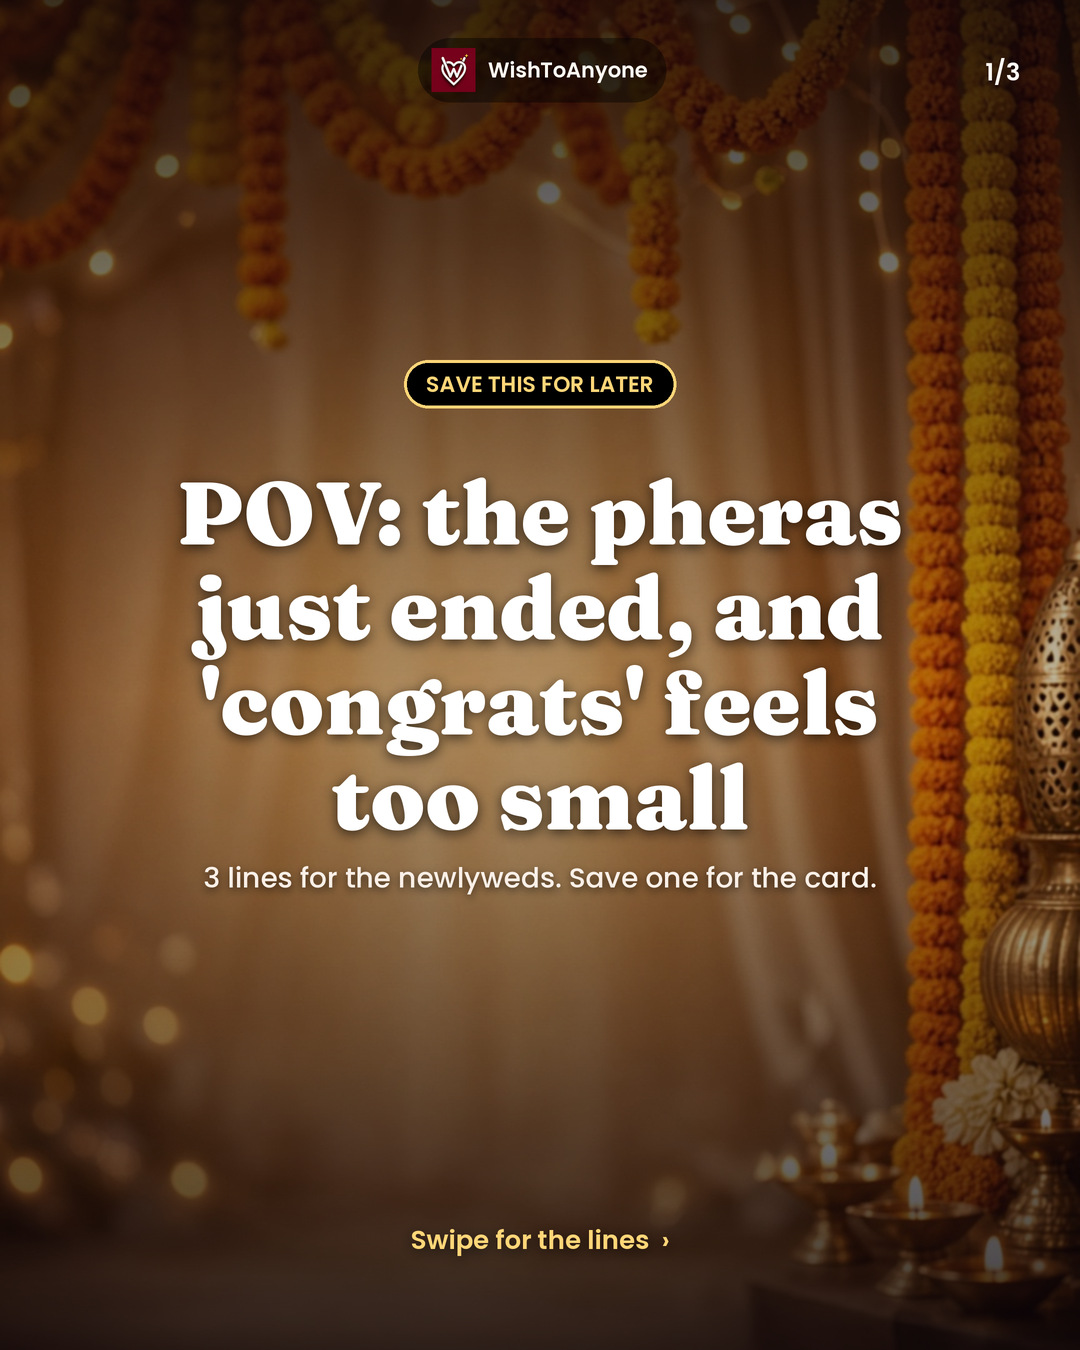 WishToAnyone
1/3
SAVE THIS FOR LATER
POV: the pheras
just ended, and
'congrats' feels
too small
3 lines for the newlyweds. Save one for the card.
Swipe for the lines ›